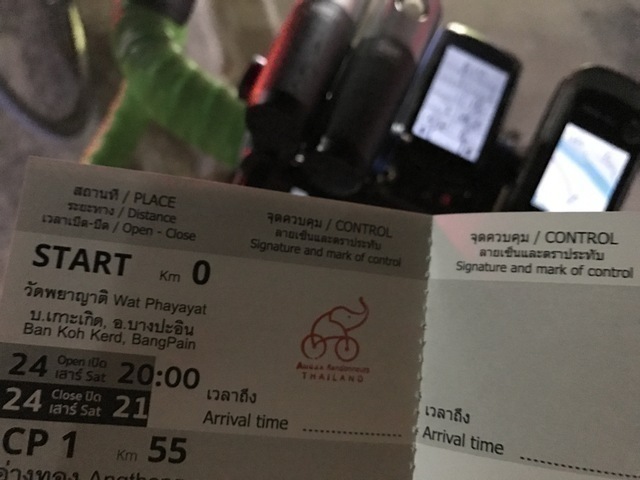 สถานที่ / PLACE
ระยะทาง / Distance
เวลาเปิด-ปิด / Open - Close
จุดควบคุม / CONTROL
ลายเซ็นและตราประทับ
Signature and mark of control
START Km 0
วัดพยาญาติ Wat Phayayat
บ.เกาะเกิด, อ.บางปะอิน
Ban Koh Kerd, BangPain
24 Open เปิด เสาร์ Sat 20:00
24 Close ปิด เสาร์ Sat 21
THAILAND
เวลาถึง
Arrival time
CP 1 Km 55
อ่างทอง
จุดควบคุม / CONTROL
ลายเซ็นและตราประทับ
Signature and mark of control
เวลาถึง
Arrival time